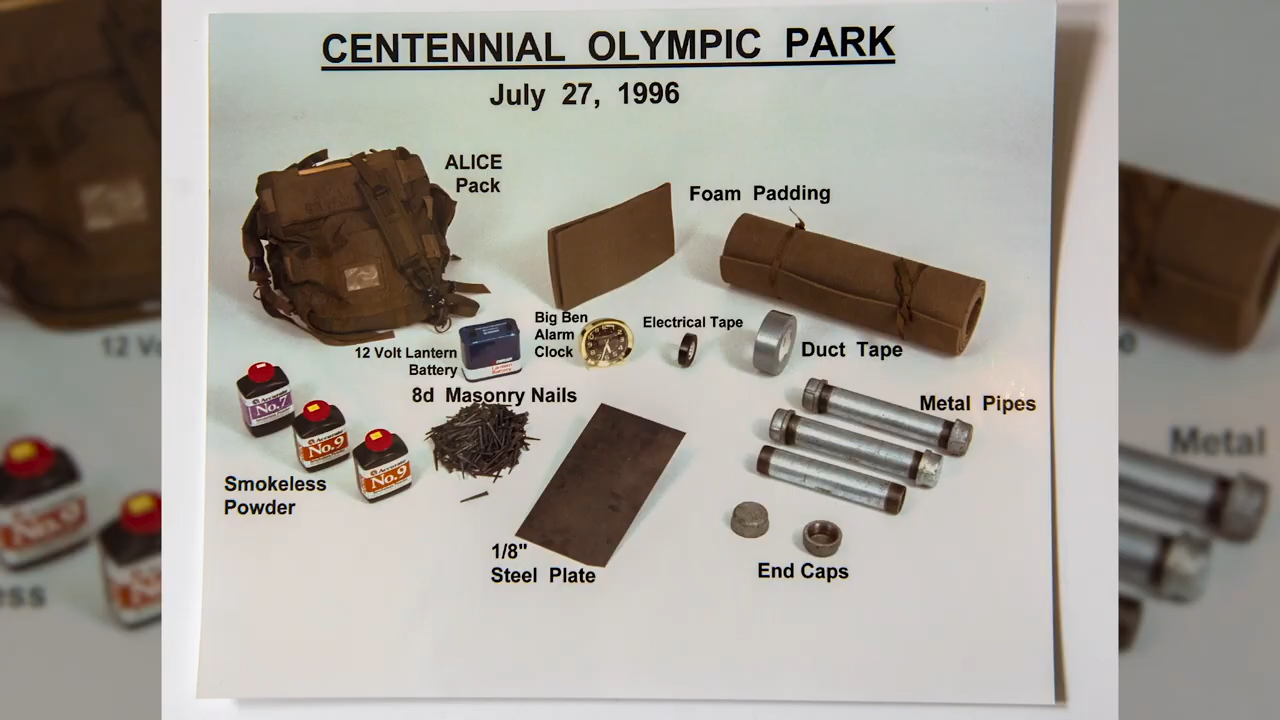 CENTENNIAL OLYMPIC PARK
July 27, 1996
ALICE
Pack
Foam Padding
12 Volt Lantern
Battery
Big Ben
Alarm
Clock
Electrical Tape
Duct Tape
8d Masonry Nails
Metal Pipes
No.7
No.9
No.9
Smokeless
Powder
1/8"
Steel Plate
End Caps
12 Vo
Metal